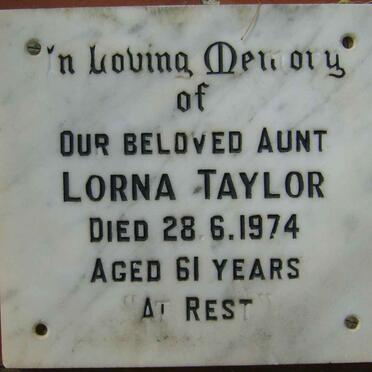 In Loving Memory
of
OUR BELOVED AUNT
LORNA TAYLOR
DIED 28.6.1974
AGED 61 YEARS
"AT REST"